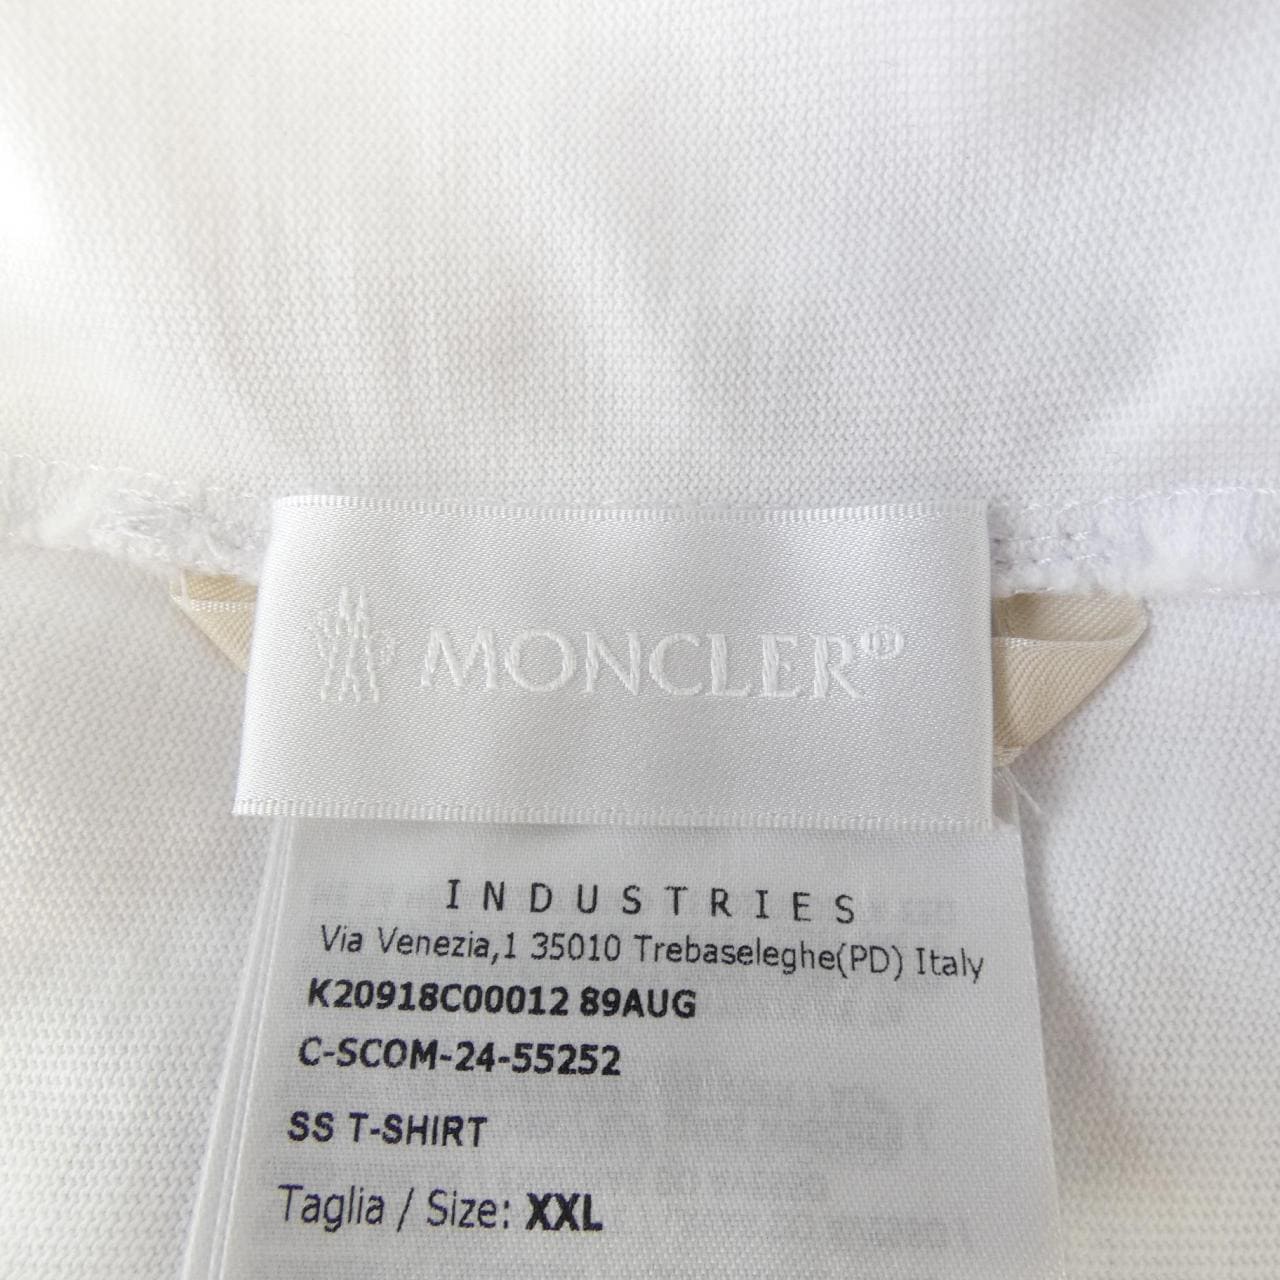 MONCLER®
INDUSTRIES
Via Venezia,1 35010 Trebaseleghe(PD) Italy
K20918C00012 89AUG
C-SCOM-24-55252
SS T-SHIRT
Taglia / Size: XXL